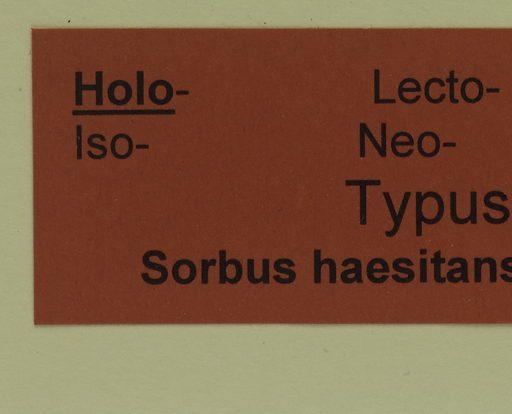 Holo- Lecto-
Iso- Neo-
Typus
Sorbus haesitans